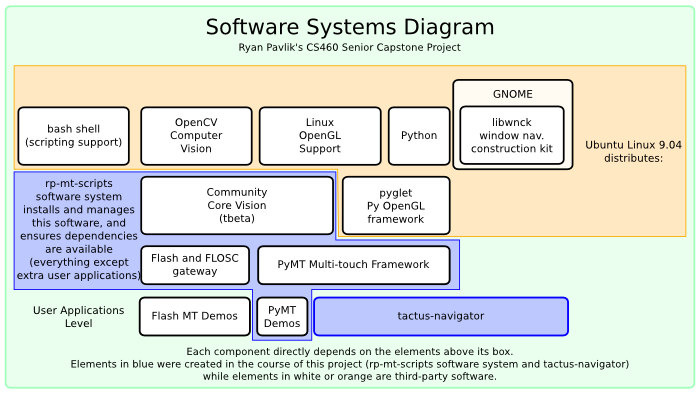 Software Systems Diagram
Ryan Pavlik's CS460 Senior Capstone Project
GNOME
bash shell
(scripting support)
OpenCV
Computer
Vision
Linux
OpenGL
Support
Python
libwnck
window nav.
construction kit
Ubuntu Linux 9.04
distributes:
rp-mt-scripts
software system
installs and manages
this software, and
ensures dependencies
are available
(everything except
extra user applications)
Community
Core Vision
(tbeta)
pyglet
Py OpenGL
framework
Flash and FLOSC
gateway
PyMT Multi-touch Framework
User Applications
Level
Flash MT Demos
PyMT
Demos
tactus-navigator
Each component directly depends on the elements above its box.
Elements in blue were created in the course of this project (rp-mt-scripts software system and tactus-navigator)
while elements in white or orange are third-party software.